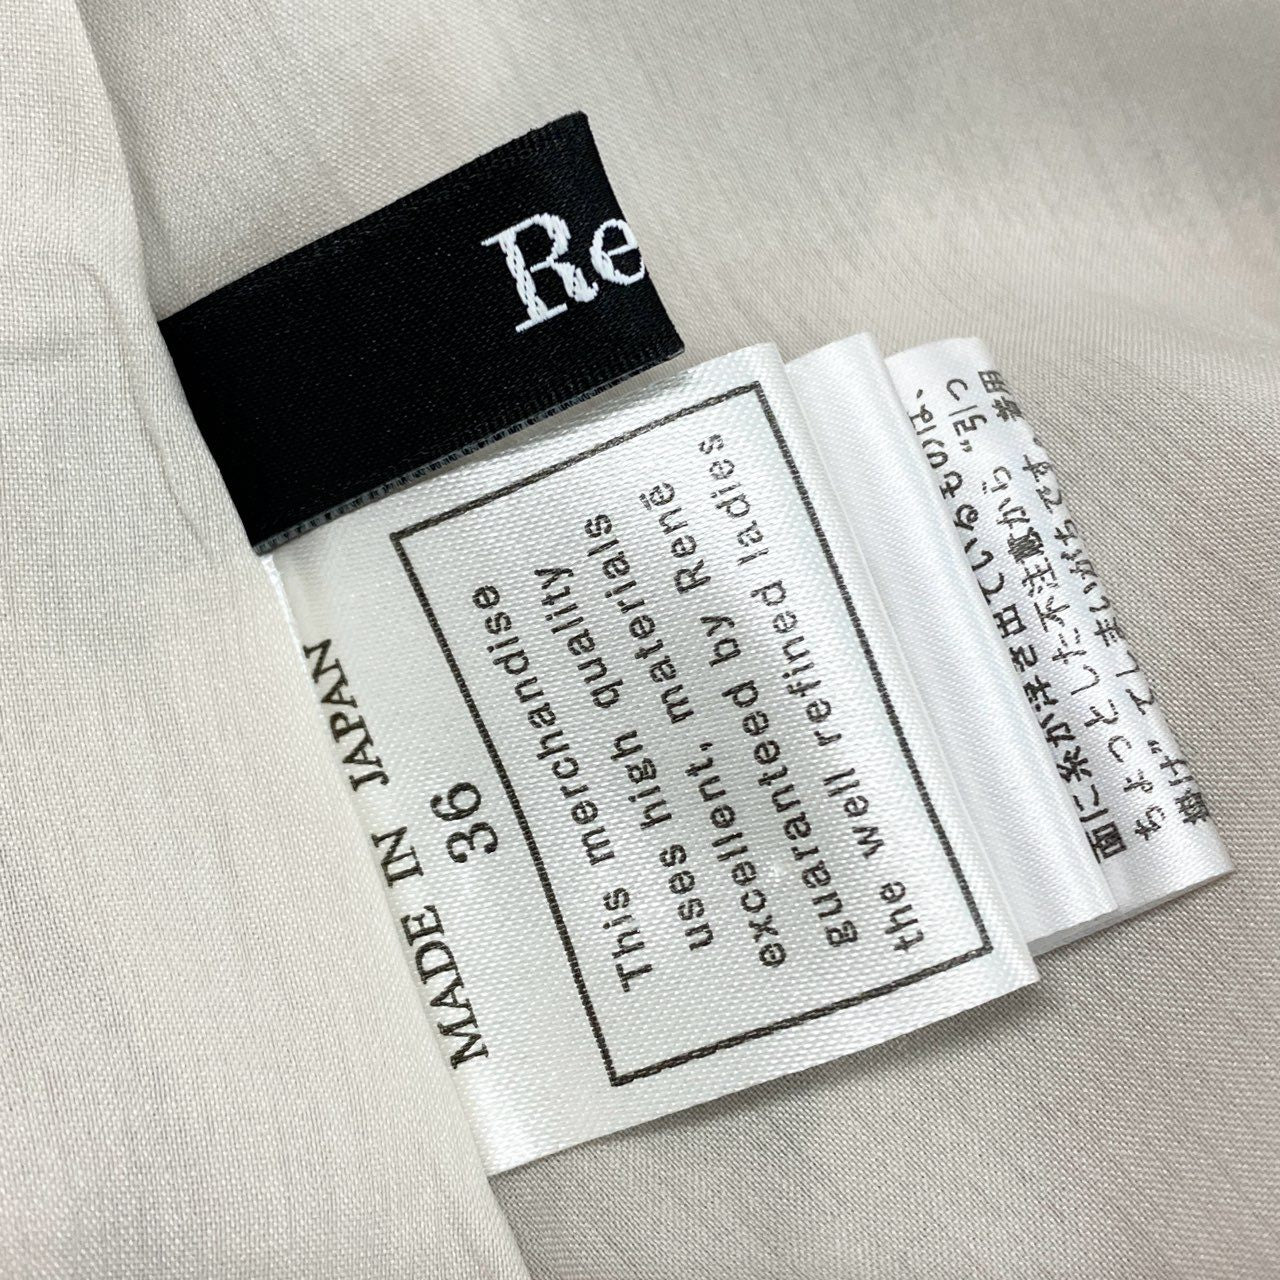 Re
MADE IN JAPAN
36
This merchandise
uses high quality
excellent, materials
guaranteed by Renē
the well refined ladies
面に糸が浮き出ているものは、
ちょっとした不注意から“引っ
掛け”てしまいがちです。着用